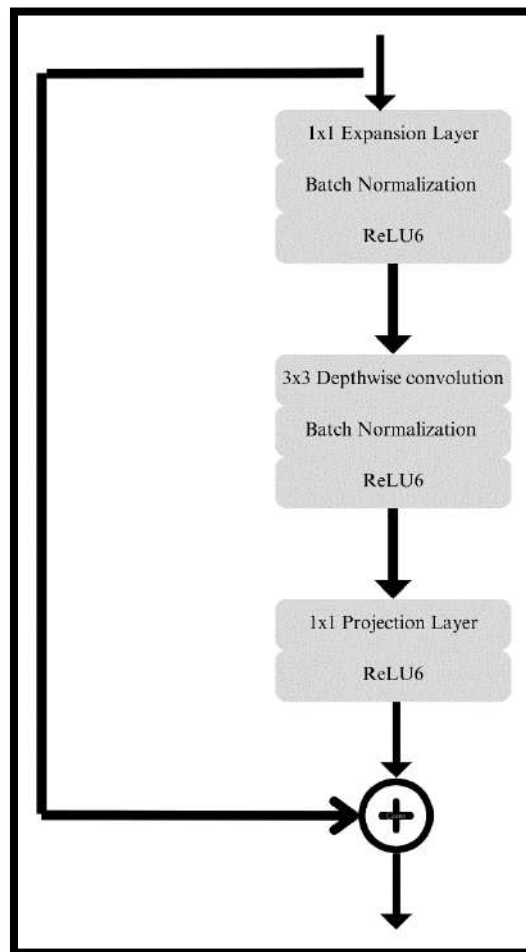 1x1 Expansion Layer
Batch Normalization
ReLU6
3x3 Depthwise convolution
Batch Normalization
ReLU6
1x1 Projection Layer
ReLU6